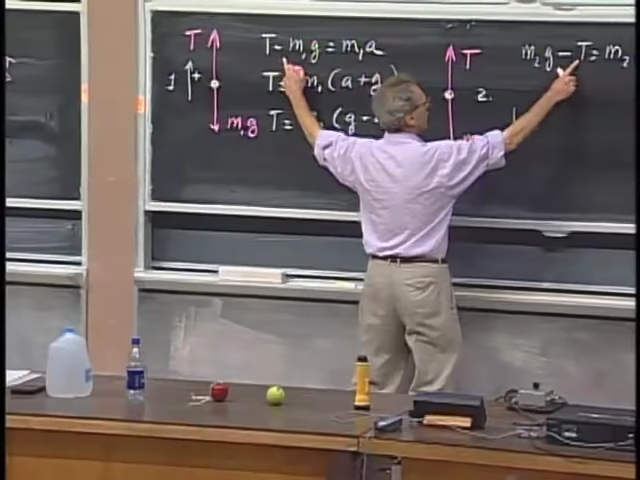 T
1 +
m₁g
T - m₁g = m₁a
T = m₁(a+g)
T = (g -
T
2.
m₂g - T = m₂